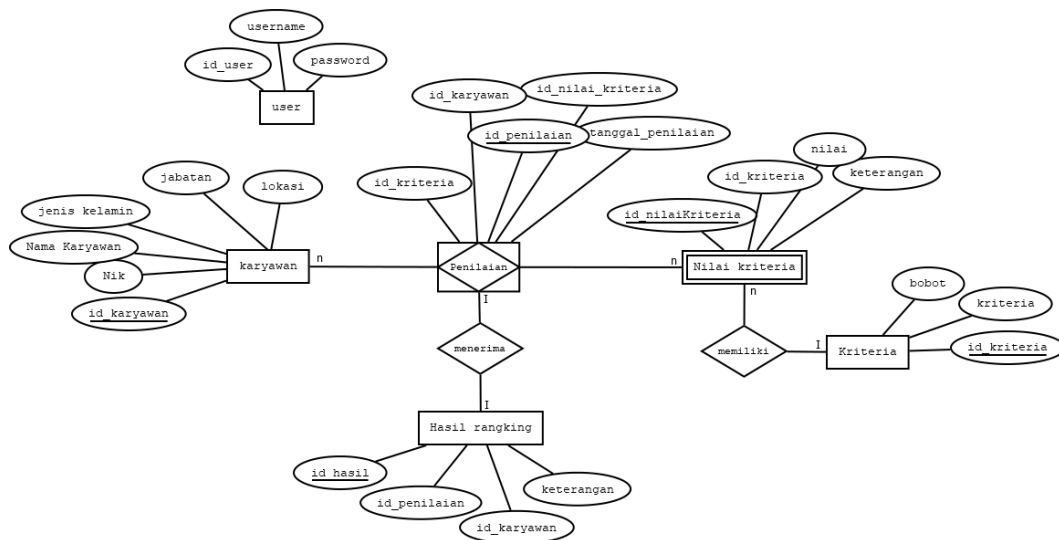 username
id_user
password
user
id_karyawan
id_nilai_kriteria
id_penilaian
tanggal_penilaian
id_kriteria
nilai
id_kriteria
keterangan
id_nilaiKriteria
jabatan
lokasi
jenis kelamin
Nama Karyawan
Nik
id_karyawan
karyawan
n
Penilaian
n
Nilai kriteria
I
n
menerima
memiliki
I
Kriteria
bobot
kriteria
id_kriteria
I
Hasil rangking
id_hasil
id_penilaian
id_karyawan
keterangan